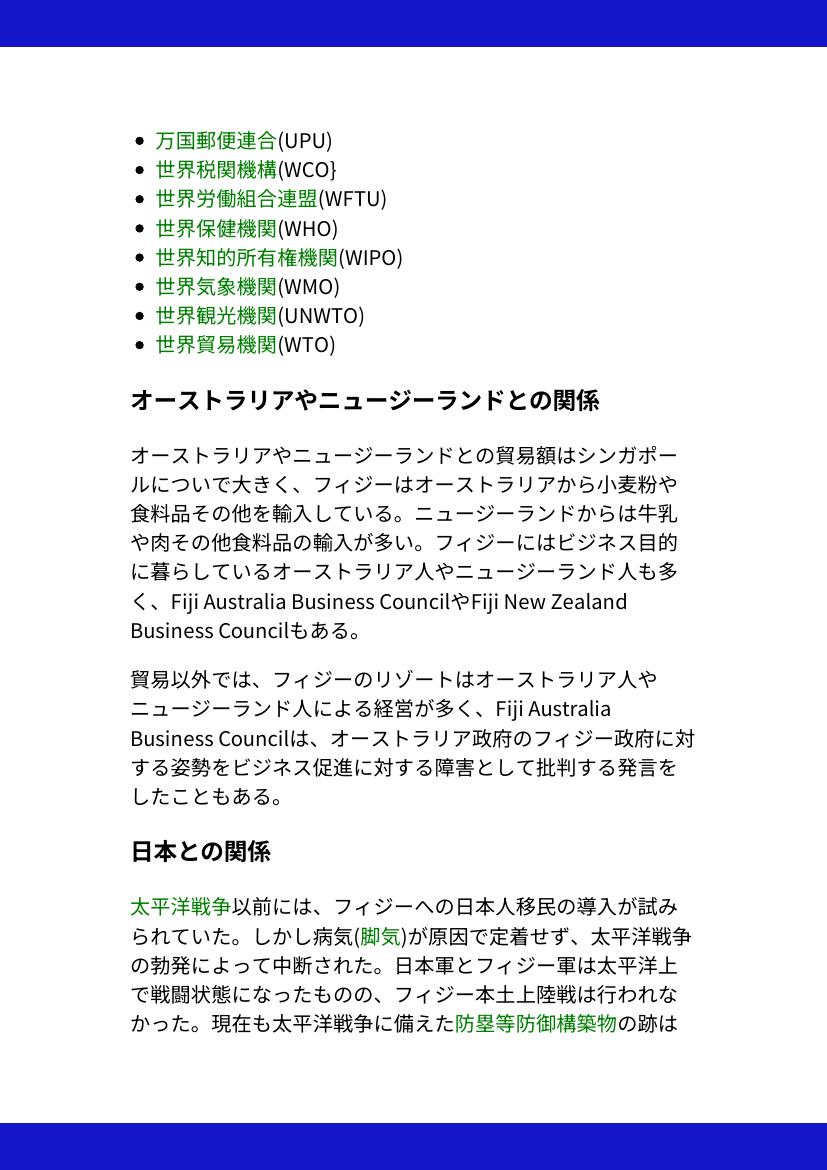 万国郵便連合(UPU)
世界税関機構(WCO}
世界労働組合連盟(WFTU)
世界保健機関(WHO)
世界知的所有権機関(WIPO)
世界気象機関(WMO)
世界観光機関(UNWTO)
世界貿易機関(WTO)
オーストラリアやニュージーランドとの関係
オーストラリアやニュージーランドとの貿易額はシンガポー
ルについで大きく、フィジーはオーストラリアから小麦粉や
食料品その他を輸入している。ニュージーランドからは牛乳
や肉その他食料品の輸入が多い。フィジーにはビジネス目的
に暮らしているオーストラリア人やニュージーランド人も多
く、Fiji Australia Business CouncilやFiji New Zealand
Business Councilもある。
貿易以外では、フィジーのリゾートはオーストラリア人や
ニュージーランド人による経営が多く、Fiji Australia
Business Councilは、オーストラリア政府のフィジー政府に対
する姿勢をビジネス促進に対する障害として批判する発言を
したこともある。
日本との関係
太平洋戦争以前には、フィジーへの日本人移民の導入が試み
られていた。しかし病気(脚気)が原因で定着せず、太平洋戦争
の勃発によって中断された。日本軍とフィジー軍は太平洋上
で戦闘状態になったものの、フィジー本土上陸戦は行われな
かった。現在も太平洋戦争に備えた防塁等防御構築物の跡は